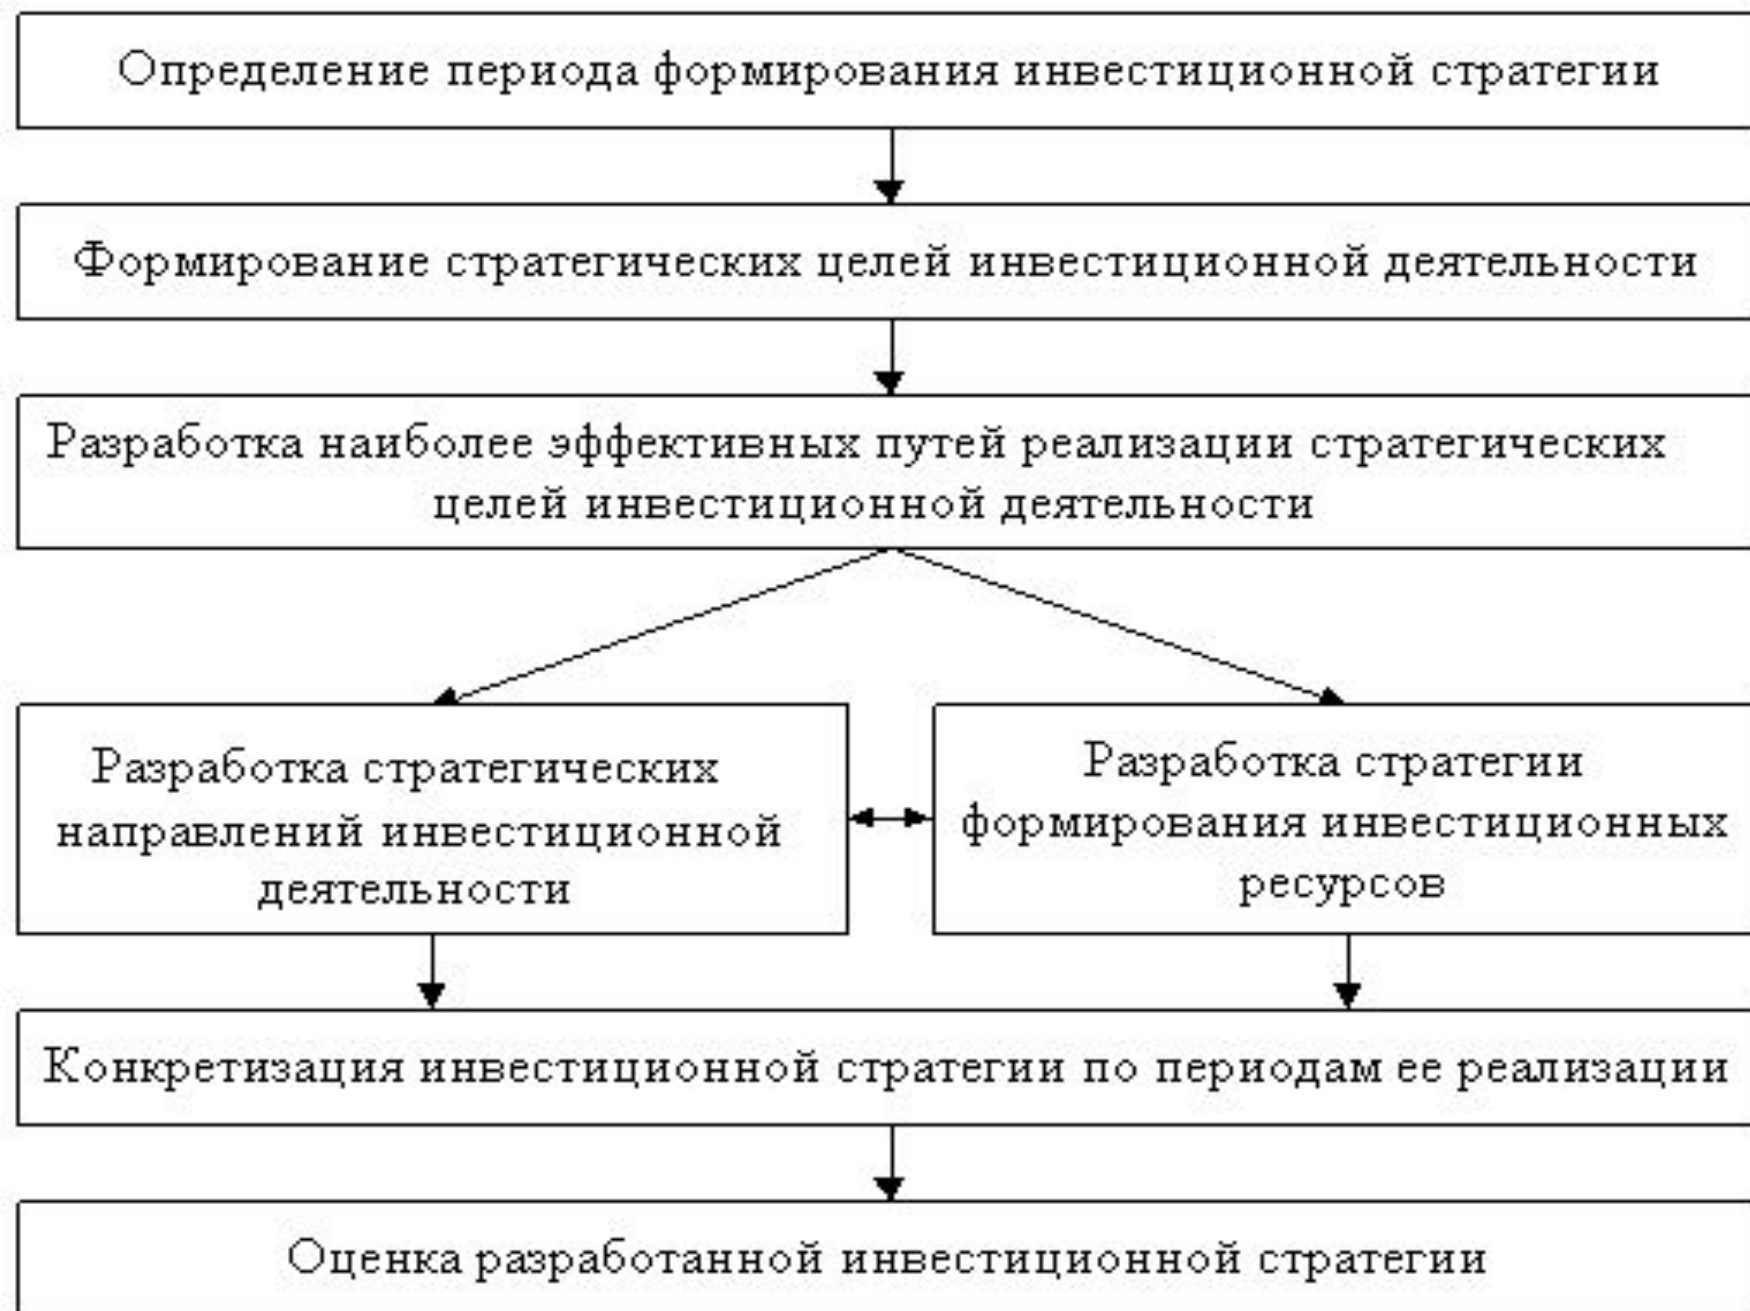 Определение периода формирования инвестиционной стратегии
Формирование стратегических целей инвестиционной деятельности
Разработка наиболее эффективных путей реализации стратегических
целей инвестиционной деятельности
Разработка стратегических
направлений инвестиционной
деятельности
Разработка стратегии
формирования инвестиционных
ресурсов
Конкретизация инвестиционной стратегии по периодам ее реализации
Оценка разработанной инвестиционной стратегии